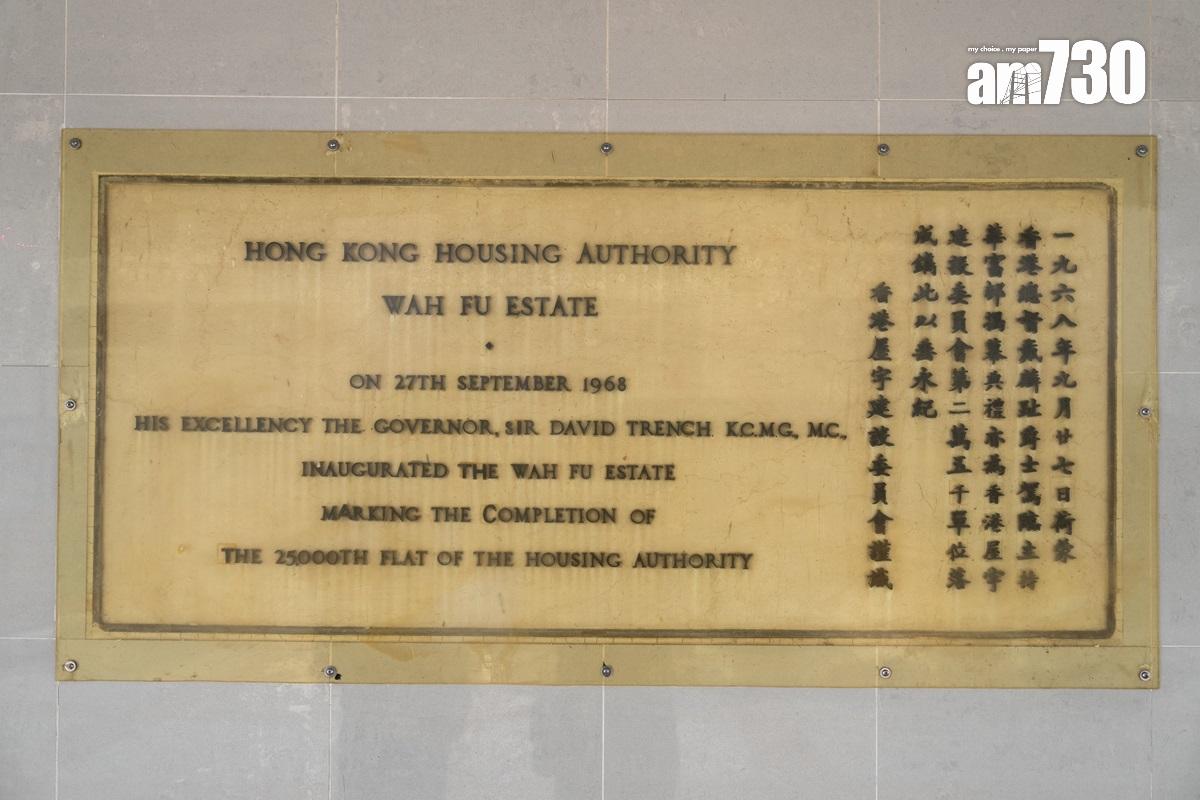 my choice . my paper
am730
HONG KONG HOUSING AUTHORITY
WAH FU ESTATE
ON 27TH SEPTEMBER 1968
HIS EXCELLENCY THE GOVERNOR, SIR DAVID TRENCH K.C.M.G., M.C.,
INAUGURATED THE WAH FU ESTATE
MARKING THE COMPLETION OF
THE 25,000TH FLAT OF THE HOUSING AUTHORITY
一九六八年九月廿七日荷蒙
香港總督戴麟趾爵士駕臨主持
華富邨揭幕典禮亦為香港屋宇
建設委員會第二萬五千單位落
成鐫此以垂永紀
香港屋宇建設委員會謹識